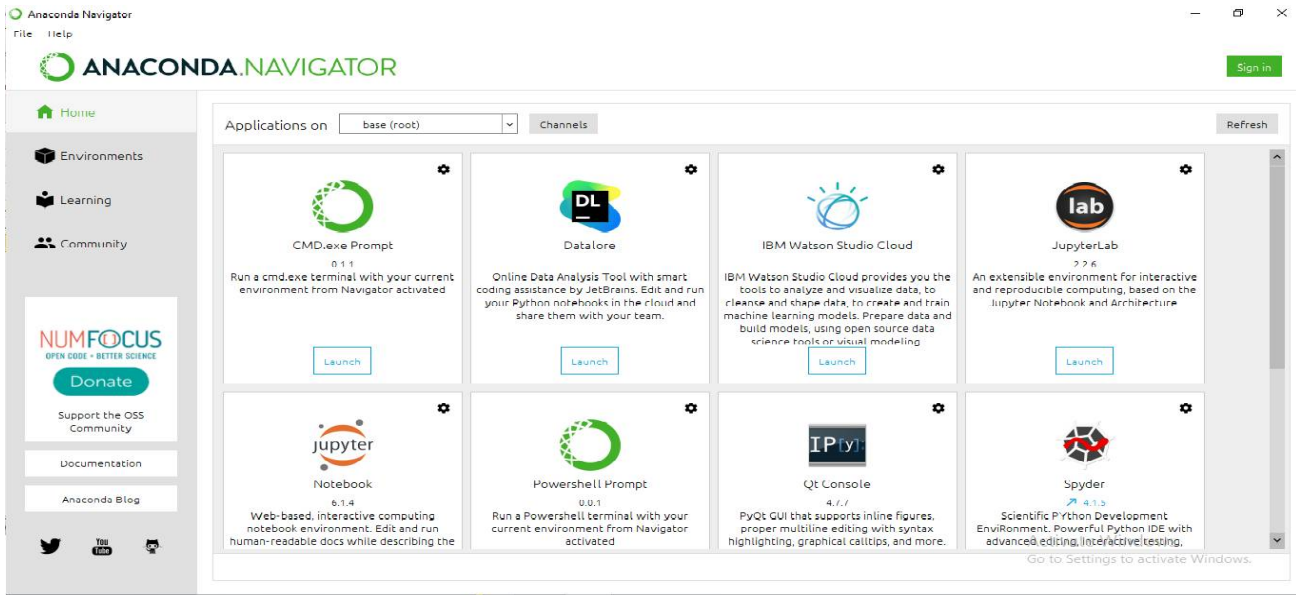 Anaconda Navigator
File Help
ANACONDA.NAVIGATOR
Sign in
Home
Environments
Learning
Community
NUMFOCUS
OPEN CODE = BETTER SCIENCE
Donate
Support the OSS
Community
Documentation
Anaconda Blog
You
Tube
Applications on
base (root)
Channels
Refresh
CMD.exe Prompt
0.1.1
Run a cmd.exe terminal with your current
environment from Navigator activated
Launch
DL
Datalore
Online Data Analysis Tool with smart
coding assistance by JetBrains. Edit and run
your Python notebooks in the cloud and
share them with your team.
Launch
IBM Watson Studio Cloud
IBM Watson Studio Cloud provides you the
tools to analyze and visualize data, to
cleanse and shape data, to create and train
machine learning models. Prepare data and
build models, using open source data
science tools or visual modeling
Launch
lab
JupyterLab
2.2.6
An extensible environment for interactive
and reproducible computing, based on the
Jupyter Notebook and Architecture
Launch
jupyter
Notebook
6.1.4
Web-based, interactive computing
notebook environment. Edit and run
human-readable docs while describing the
Powershell Prompt
0.0.1
Run a Powershell terminal with your
current environment from Navigator
activated
IP[y]:
Qt Console
4.7.7
PyQt GUI that supports inline figures,
proper multiline editing with syntax
highlighting, graphical calltips, and more.
Spyder
4.1.5
Scientific PYthon Development
EnviRonment. Powerful Python IDE with
advanced editing, interactive testing,
Activate Windows
Go to Settings to activate Windows.